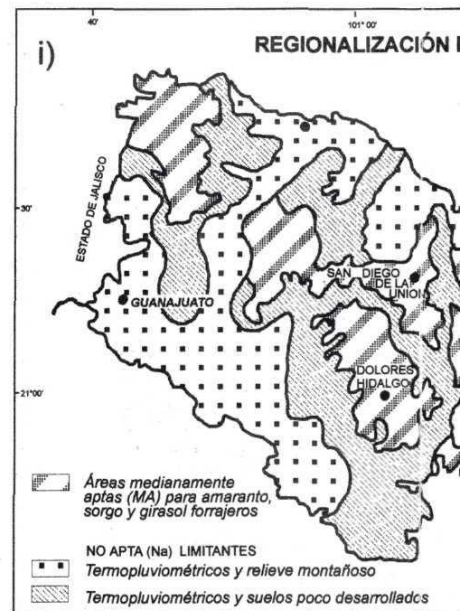 40'
101° 00'
i)
REGIONALIZACIÓN
ESTADO DE JALISCO
30'
SAN DIEGO
DE LA
UNION
GUANAJUATO
21°00'
DOLORES
HIDALGO
Áreas medianamente
aptas (MA) para amaranto,
sorgo y girasol forrajeros
NO APTA (Na) LIMITANTES
Termopluviométricos y relieve montañoso
Termopluviométricos y suelos poco desarrollados